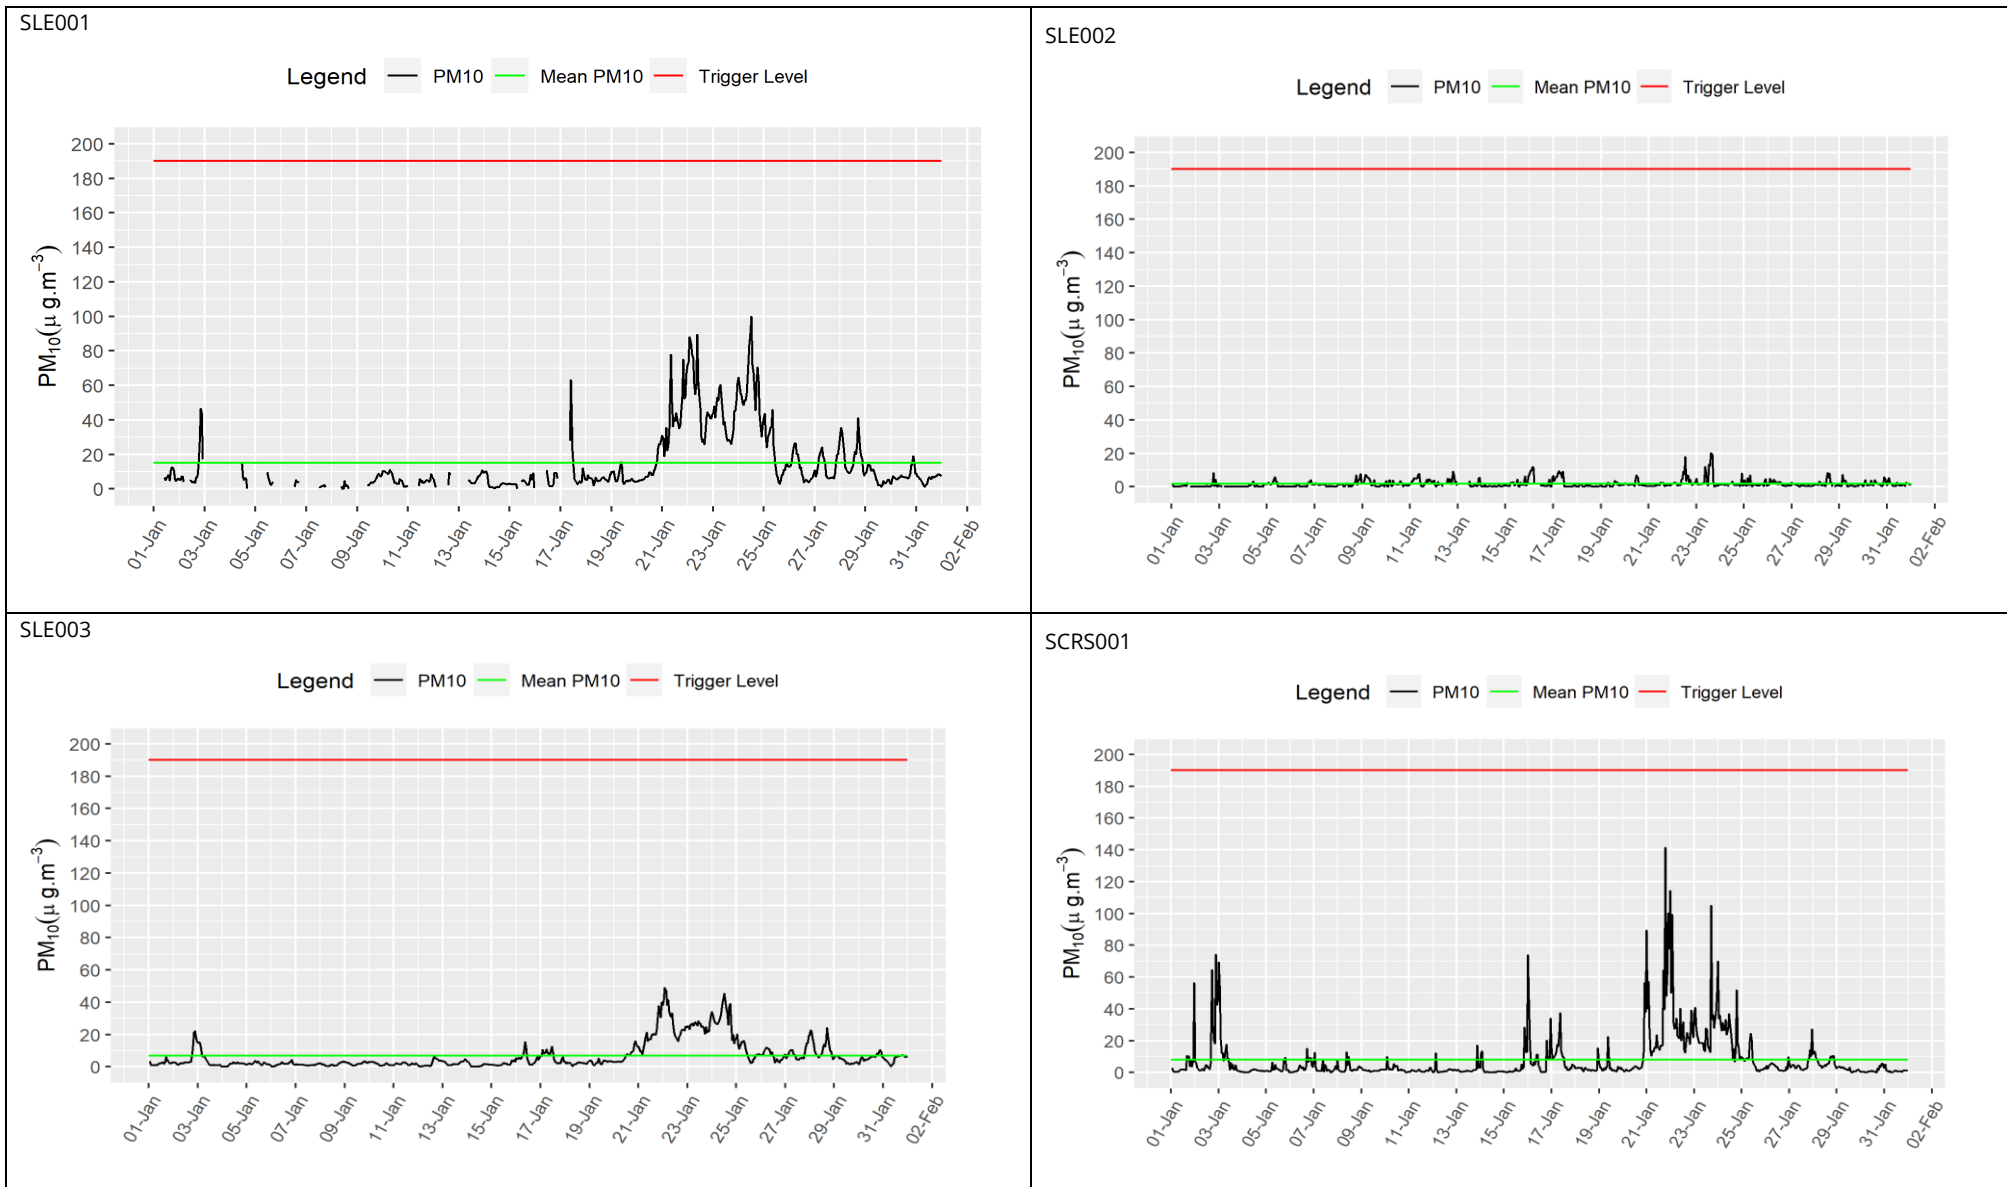 SLE001
Legend PM10 Mean PM10 Trigger Level
200
180
160
140
120
100
80
60
40
20
0
PM₁₀(μ g.m⁻³)
01-Jan 03-Jan 05-Jan 07-Jan 09-Jan 11-Jan 13-Jan 15-Jan 17-Jan 19-Jan 21-Jan 23-Jan 25-Jan 27-Jan 29-Jan 31-Jan 02-Feb
SLE002
Legend PM10 Mean PM10 Trigger Level
200
180
160
140
120
100
80
60
40
20
0
PM₁₀(μ g.m⁻³)
01-Jan 03-Jan 05-Jan 07-Jan 09-Jan 11-Jan 13-Jan 15-Jan 17-Jan 19-Jan 21-Jan 23-Jan 25-Jan 27-Jan 29-Jan 31-Jan 02-Feb
SLE003
Legend PM10 Mean PM10 Trigger Level
200
180
160
140
120
100
80
60
40
20
0
PM₁₀(μ g.m⁻³)
01-Jan 03-Jan 05-Jan 07-Jan 09-Jan 11-Jan 13-Jan 15-Jan 17-Jan 19-Jan 21-Jan 23-Jan 25-Jan 27-Jan 29-Jan 31-Jan 02-Feb
SCRS001
Legend PM10 Mean PM10 Trigger Level
200
180
160
140
120
100
80
60
40
20
0
PM₁₀(μ g.m⁻³)
01-Jan 03-Jan 05-Jan 07-Jan 09-Jan 11-Jan 13-Jan 15-Jan 17-Jan 19-Jan 21-Jan 23-Jan 25-Jan 27-Jan 29-Jan 31-Jan 02-Feb